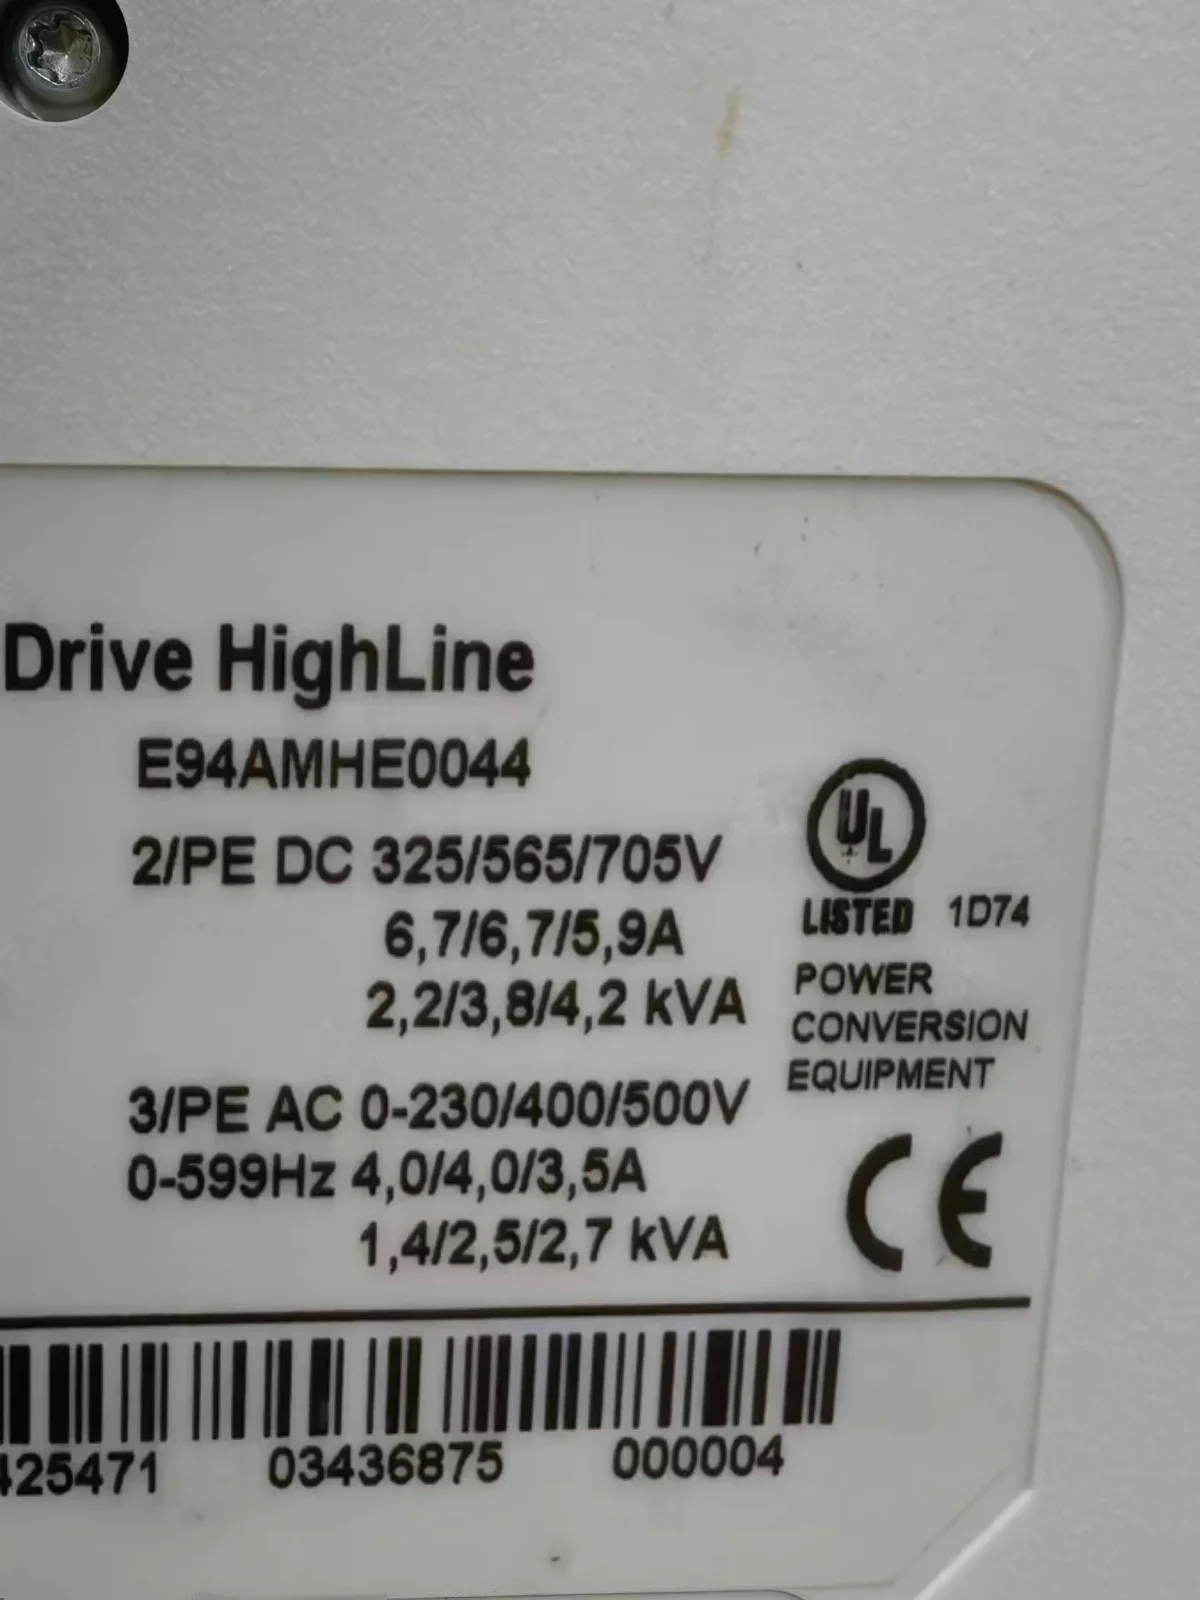 Drive HighLine
E94AMHE0044
2/PE DC 325/565/705V
6,7/6,7/5,9A
2,2/3,8/4,2 kVA
3/PE AC 0-230/400/500V
0-599Hz 4,0/4,0/3,5A
1,4/2,5/2,7 kVA
UL
LISTED 1D74
POWER
CONVERSION
EQUIPMENT
CE
425471 03436875 000004